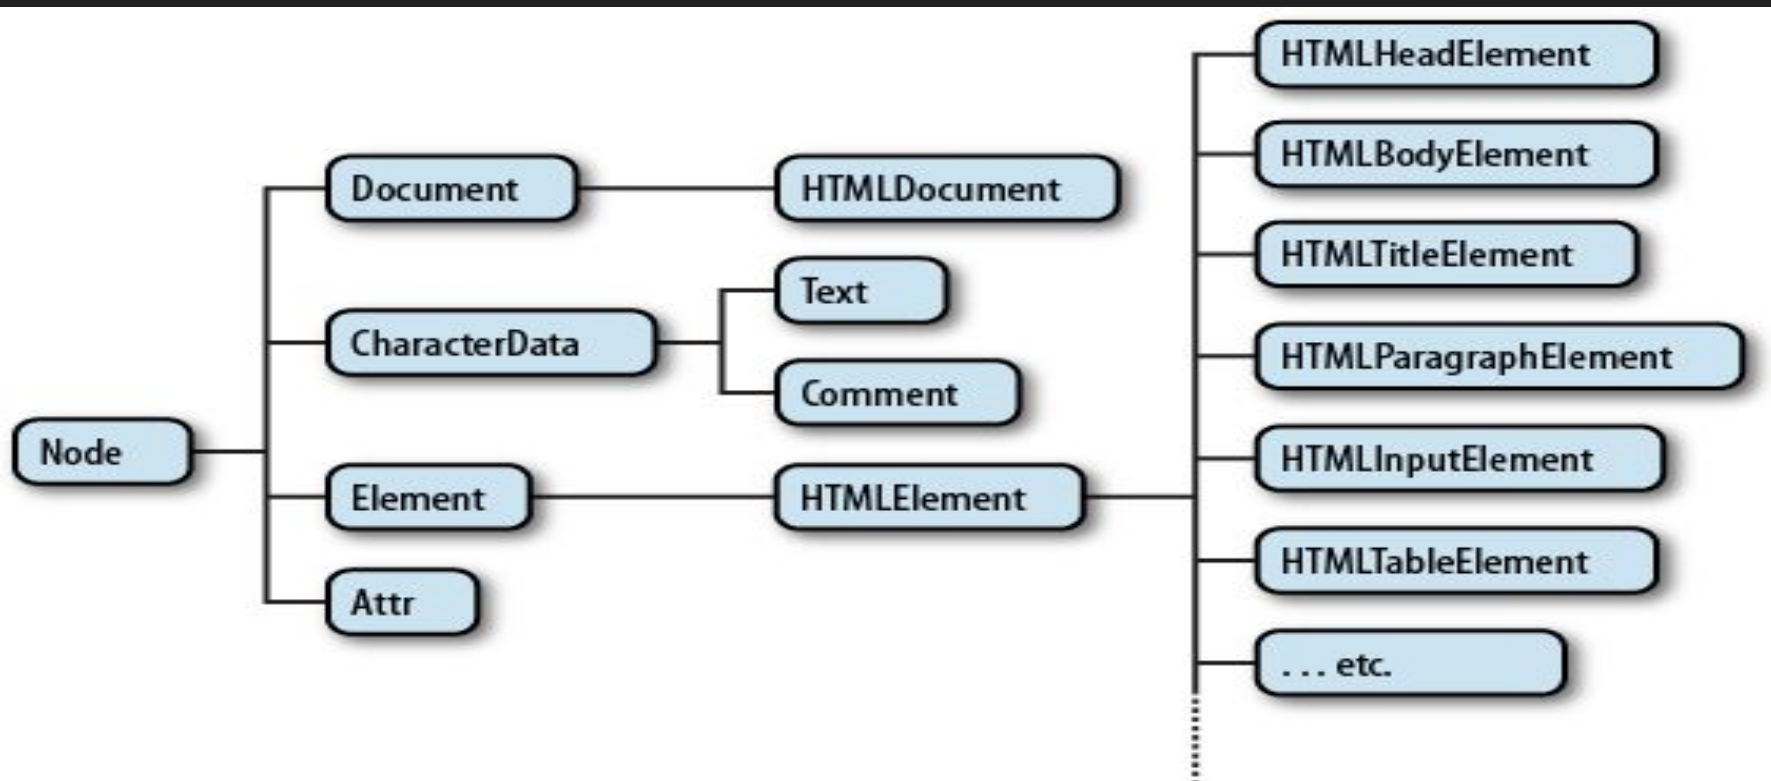 Node
Document
CharacterData
Element
Attr
HTMLDocument
Text
Comment
HTMLElement
HTMLHeadElement
HTMLBodyElement
HTMLTitleElement
HTMLParagraphElement
HTMLInputElement
HTMLTableElement
. . . etc.